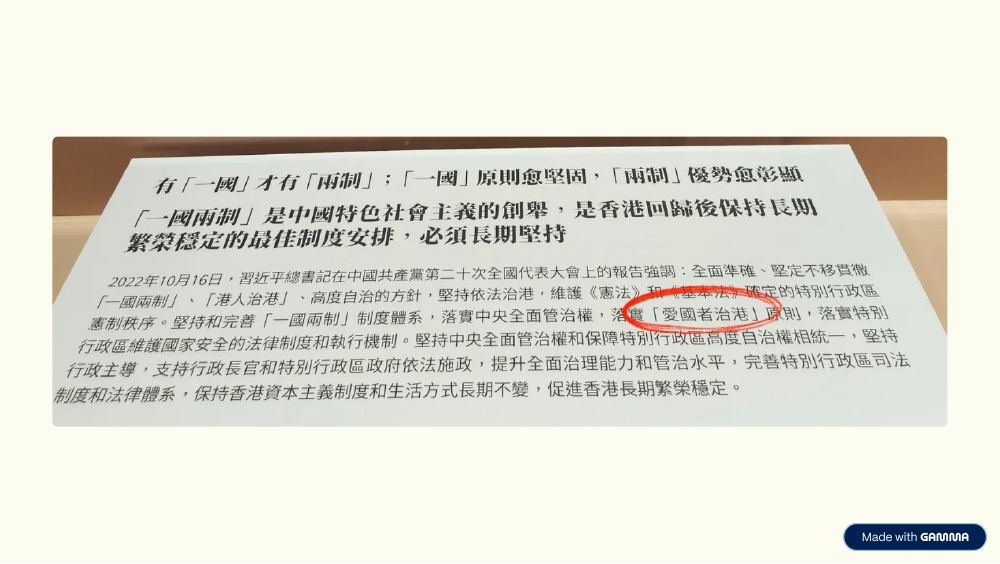 有「一國」才有「兩制」；「一國」原則愈堅固，「兩制」優勢愈彰顯
「一國兩制」是中國特色社會主義的創舉，是香港回歸後保持長期
繁榮穩定的最佳制度安排，必須長期堅持
2022年10月16日，習近平總書記在中國共產黨第二十次全國代表大會上的報告強調：全面準確、堅定不移貫徹
「一國兩制」、「港人治港」、高度自治的方針，堅持依法治港，維護《憲法》和《基本法》確定的特別行政區
憲制秩序。堅持和完善「一國兩制」制度體系，落實中央全面管治權，落實「愛國者治港」原則，落實特別
行政區維護國家安全的法律制度和執行機制。堅持中央全面管治權和保障特別行政區高度自治權相統一，堅持
行政主導，支持行政長官和特別行政區政府依法施政，提升全面治理能力和管治水平，完善特別行政區司法
制度和法律體系，保持香港資本主義制度和生活方式長期不變，促進香港長期繁榮穩定。
Made with GAMMA